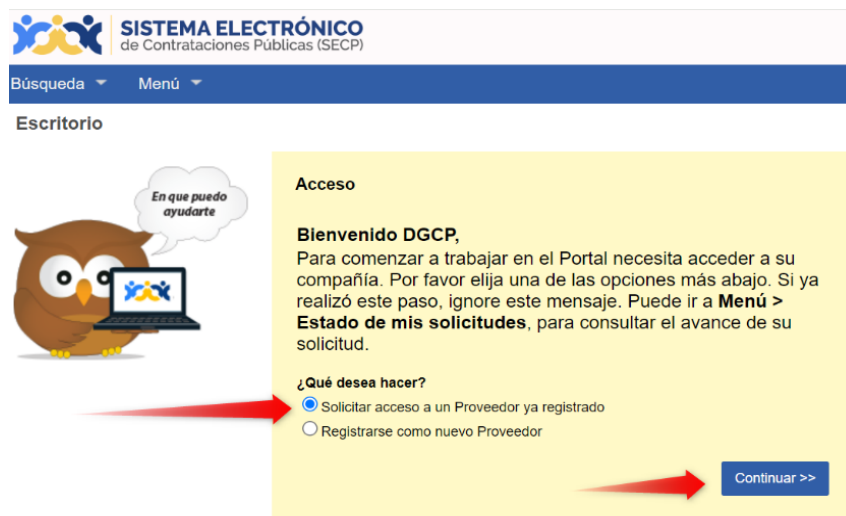 SISTEMA ELECTRÓNICO
de Contrataciones Públicas (SECP)
Búsqueda Menú
Escritorio
En que puedo
ayudarte
Acceso
Bienvenido DGCP,
Para comenzar a trabajar en el Portal necesita acceder a su
compañía. Por favor elija una de las opciones más abajo. Si ya
realizó este paso, ignore este mensaje. Puede ir a Menú >
Estado de mis solicitudes, para consultar el avance de su
solicitud.
¿Qué desea hacer?
Solicitar acceso a un Proveedor ya registrado
Registrarse como nuevo Proveedor
Continuar >>